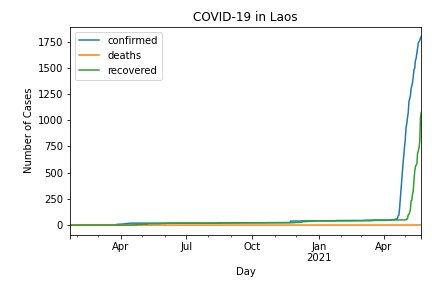 COVID-19 in Laos
confirmed
deaths
recovered
Number of Cases
1750
1500
1250
1000
750
500
250
0
Apr
Jul
Oct
Jan
2021
Apr
Day